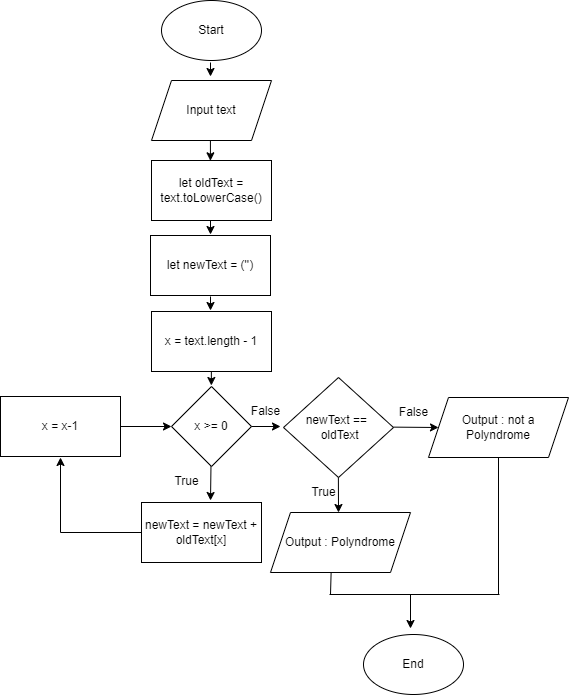 Start
Input text
let oldText =
text.toLowerCase()
let newText = ('')
x = text.length - 1
x = x-1
x >= 0
False
newText ==
oldText
False
Output : not a
Polyndrome
True
True
newText = newText +
oldText[x]
Output : Polyndrome
End